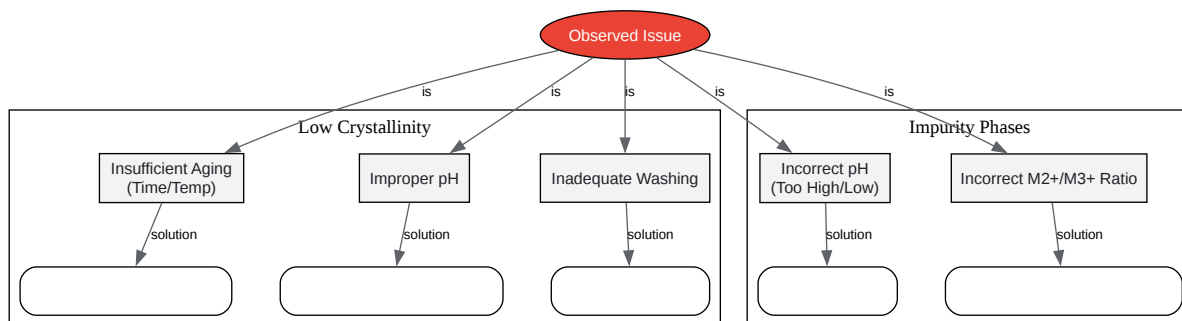 Observed Issue
is is is is is
Low Crystallinity
Impurity Phases
Insufficient Aging
(Time/Temp)
Improper pH
Inadequate Washing
Incorrect pH
(Too High/Low)
Incorrect M2+/M3+ Ratio
solution solution solution solution solution